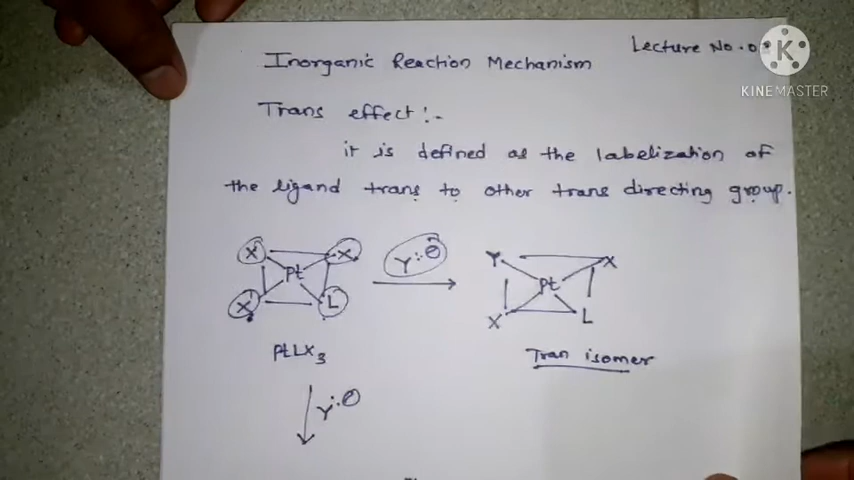 Inorganic Reaction Mechanism
Lecture No.
K
KINEMASTER
Trans effect:-
it is defined as the labelization of
the ligand trans to other trans directing group.
X X
Pt
X L
Y:⊖
Y X
Pt
X L
PtLX3
Tran isomer
Y:⊖